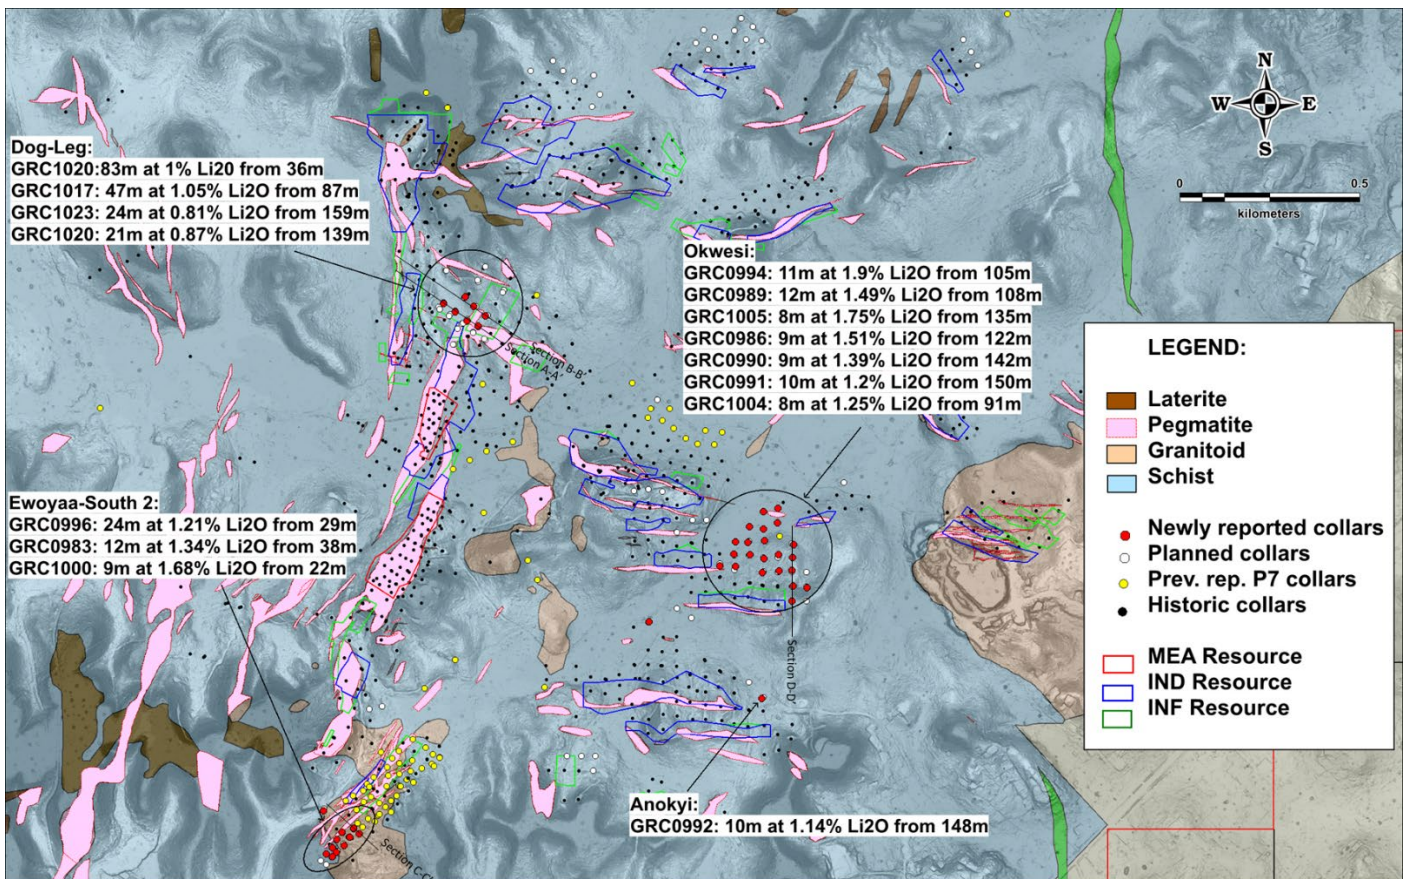 N
W E
S
0 0.5
kilometers
Dog-Leg:
GRC1020:83m at 1% Li20 from 36m
GRC1017: 47m at 1.05% Li2O from 87m
GRC1023: 24m at 0.81% Li2O from 159m
GRC1020: 21m at 0.87% Li2O from 139m
Okwesi:
GRC0994: 11m at 1.9% Li2O from 105m
GRC0989: 12m at 1.49% Li2O from 108m
GRC1005: 8m at 1.75% Li2O from 135m
GRC0986: 9m at 1.51% Li2O from 122m
GRC0990: 9m at 1.39% Li2O from 142m
GRC0991: 10m at 1.2% Li2O from 150m
GRC1004: 8m at 1.25% Li2O from 91m
Section B-B'
Section A-A'
LEGEND:
Laterite
Pegmatite
Granitoid
Schist
Newly reported collars
Planned collars
Prev. rep. P7 collars
Historic collars
MEA Resource
IND Resource
INF Resource
Ewoyaa-South 2:
GRC0996: 24m at 1.21% Li2O from 29m
GRC0983: 12m at 1.34% Li2O from 38m
GRC1000: 9m at 1.68% Li2O from 22m
Section D-D'
Anokyi:
GRC0992: 10m at 1.14% Li2O from 148m
Section C-C'